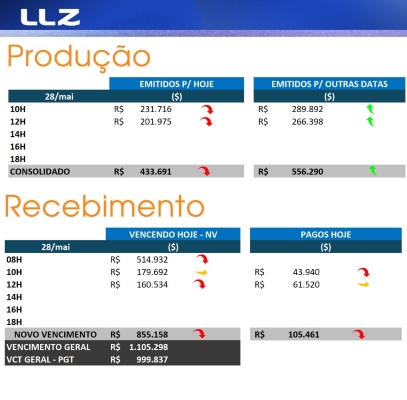 LLZ
Produção
EMITIDOS P/ HOJE EMITIDOS P/ OUTRAS DATAS
28/mai ($) ($)
10H R$ 231.716 R$ 289.892
12H R$ 201.975 R$ 266.398
14H
16H
18H
CONSOLIDADO R$ 433.691 R$ 556.290
Recebimento
VENCENDO HOJE - NV PAGOS HOJE
28/mai ($) ($)
08H R$ 514.932
10H R$ 179.692 R$ 43.940
12H R$ 160.534 R$ 61.520
14H
16H
18H
NOVO VENCIMENTO R$ 855.158 R$ 105.461
VENCIMENTO GERAL R$ 1.105.298
VCT GERAL - PGT R$ 999.837